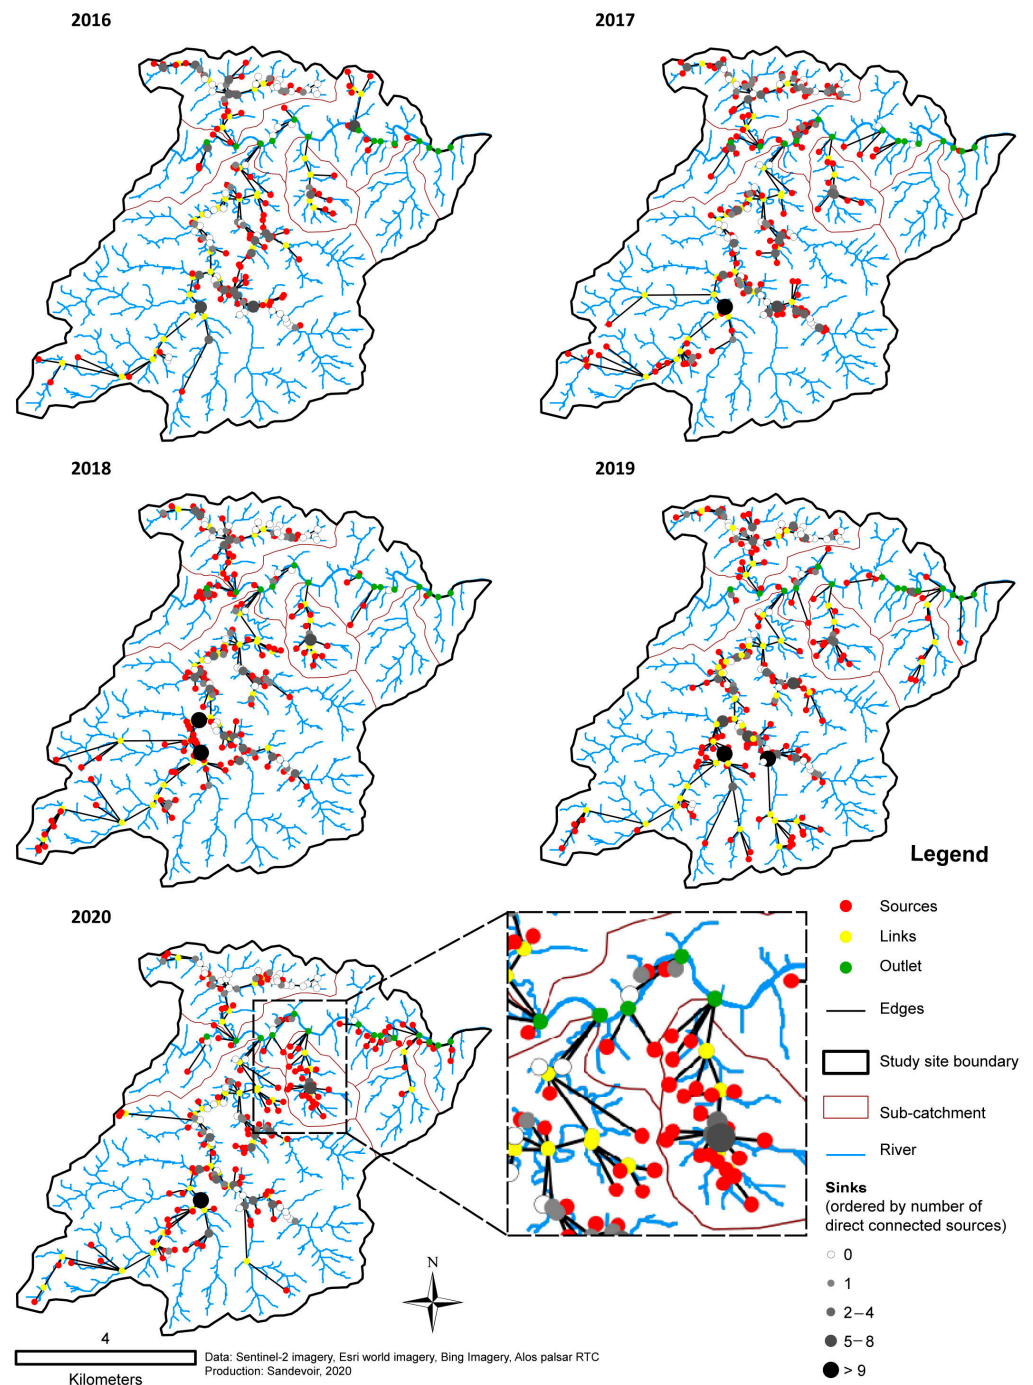 2016
2017
2018
2019
Legend
2020
Sources
Links
Outlet
Edges
Study site boundary
Sub-catchment
River
Sinks
(ordered by number of
direct connected sources)
0
1
2–4
5–8
> 9
N
4
Kilometers
Data: Sentinel-2 imagery, Esri world imagery, Bing Imagery, Alos palsar RTC
Production: Sandevoir, 2020